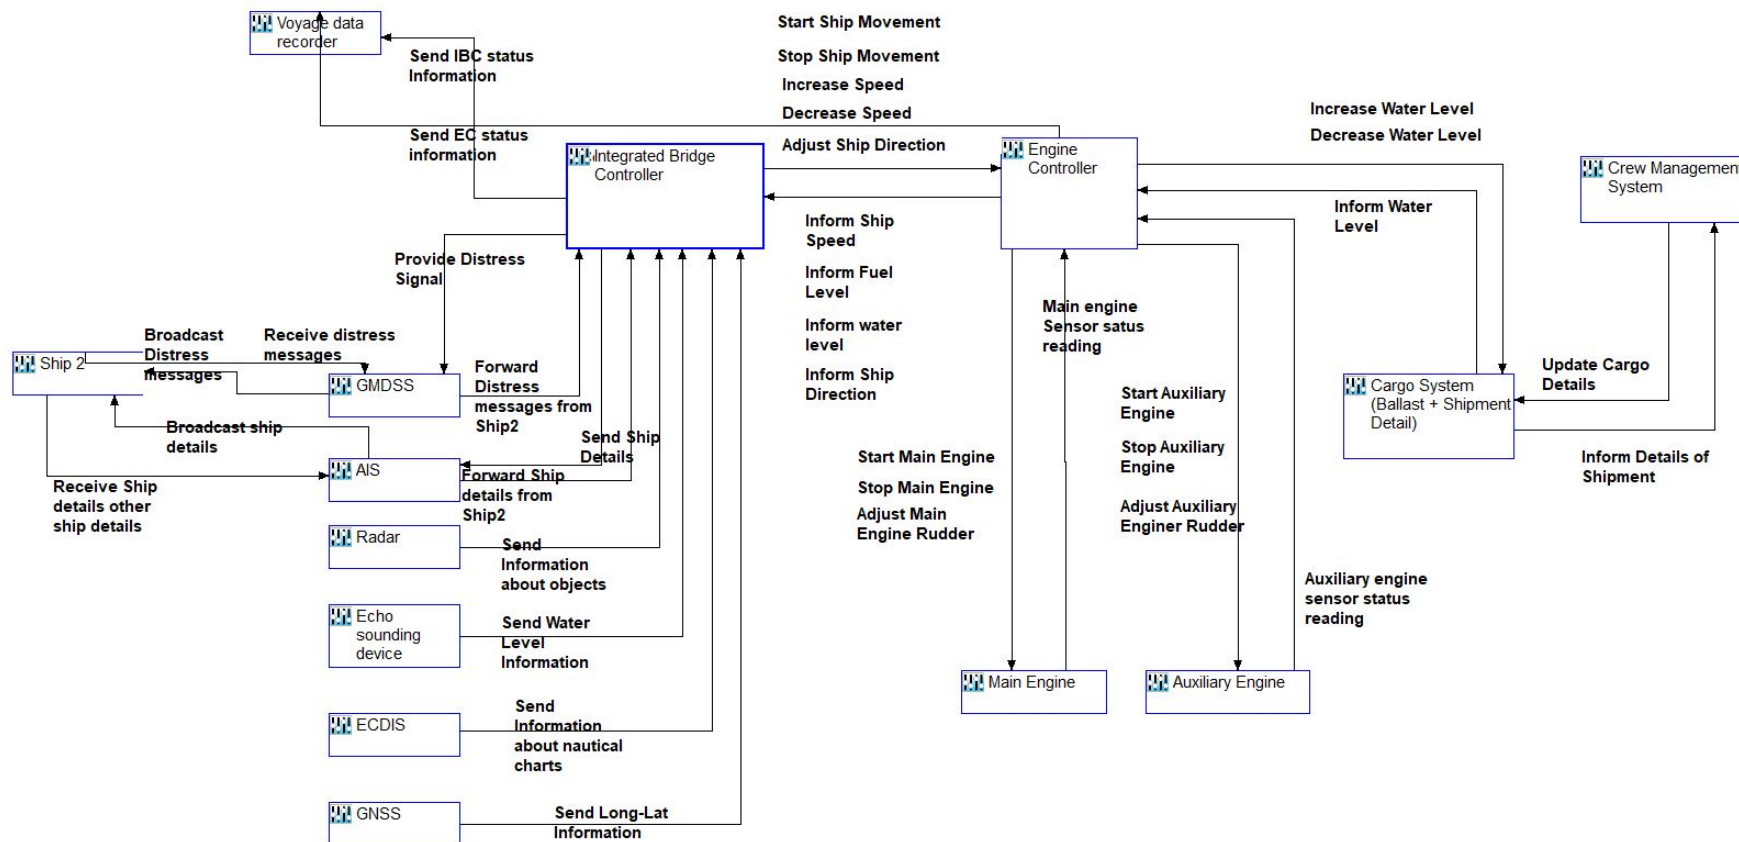 Voyage data
recorder
Send IBC status
Information
Send EC status
information
Start Ship Movement
Stop Ship Movement
Increase Speed
Decrease Speed
Adjust Ship Direction
Integrated Bridge
Controller
Engine
Controller
Increase Water Level
Decrease Water Level
Crew Management
System
Inform Water
Level
Inform Ship
Speed
Inform Fuel
Level
Inform water
level
Inform Ship
Direction
Provide Distress
Signal
Main engine
Sensor satus
reading
Broadcast
Distress
messages
Receive distress
messages
Ship 2
GMDSS
Forward
Distress
messages from
Ship2
Update Cargo
Details
Cargo System
(Ballast + Shipment
Detail)
Start Auxiliary
Engine
Stop Auxiliary
Engine
Adjust Auxiliary
Enginer Rudder
Broadcast ship
details
Send Ship
Details
AIS
Forward Ship
details from
Ship2
Receive Ship
details other
ship details
Start Main Engine
Stop Main Engine
Adjust Main
Engine Rudder
Inform Details of
Shipment
Radar
Send
Information
about objects
Auxiliary engine
sensor status
reading
Echo
sounding
device
Send Water
Level
Information
Main Engine
Auxiliary Engine
ECDIS
Send
Information
about nautical
charts
GNSS
Send Long-Lat
Information